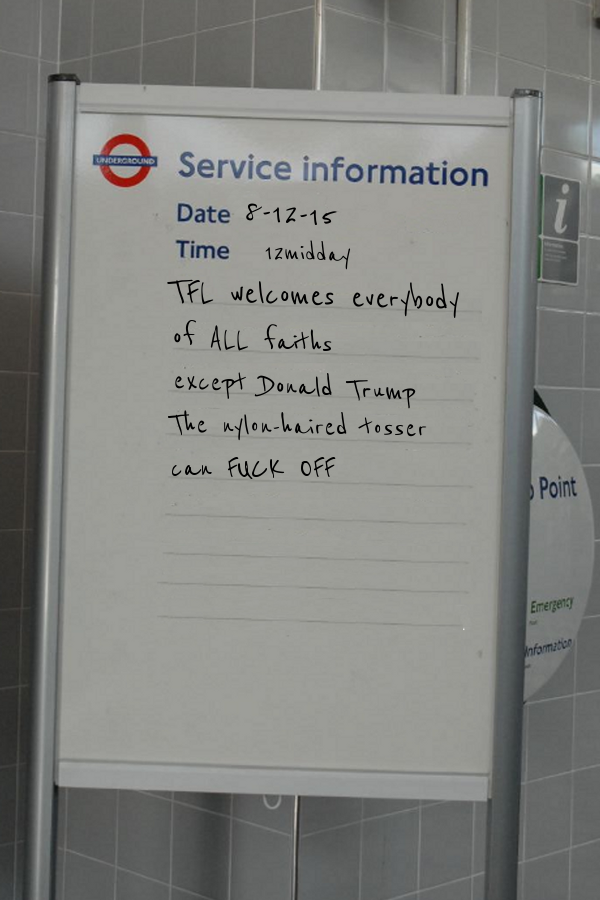 UNDERGROUND
Service information
Date 8-12-15
Time 12midday
TFL welcomes everybody
of ALL faiths
except Donald Trump
The nylon-haired tosser
can FUCK OFF
i
Point
Emergency
Information